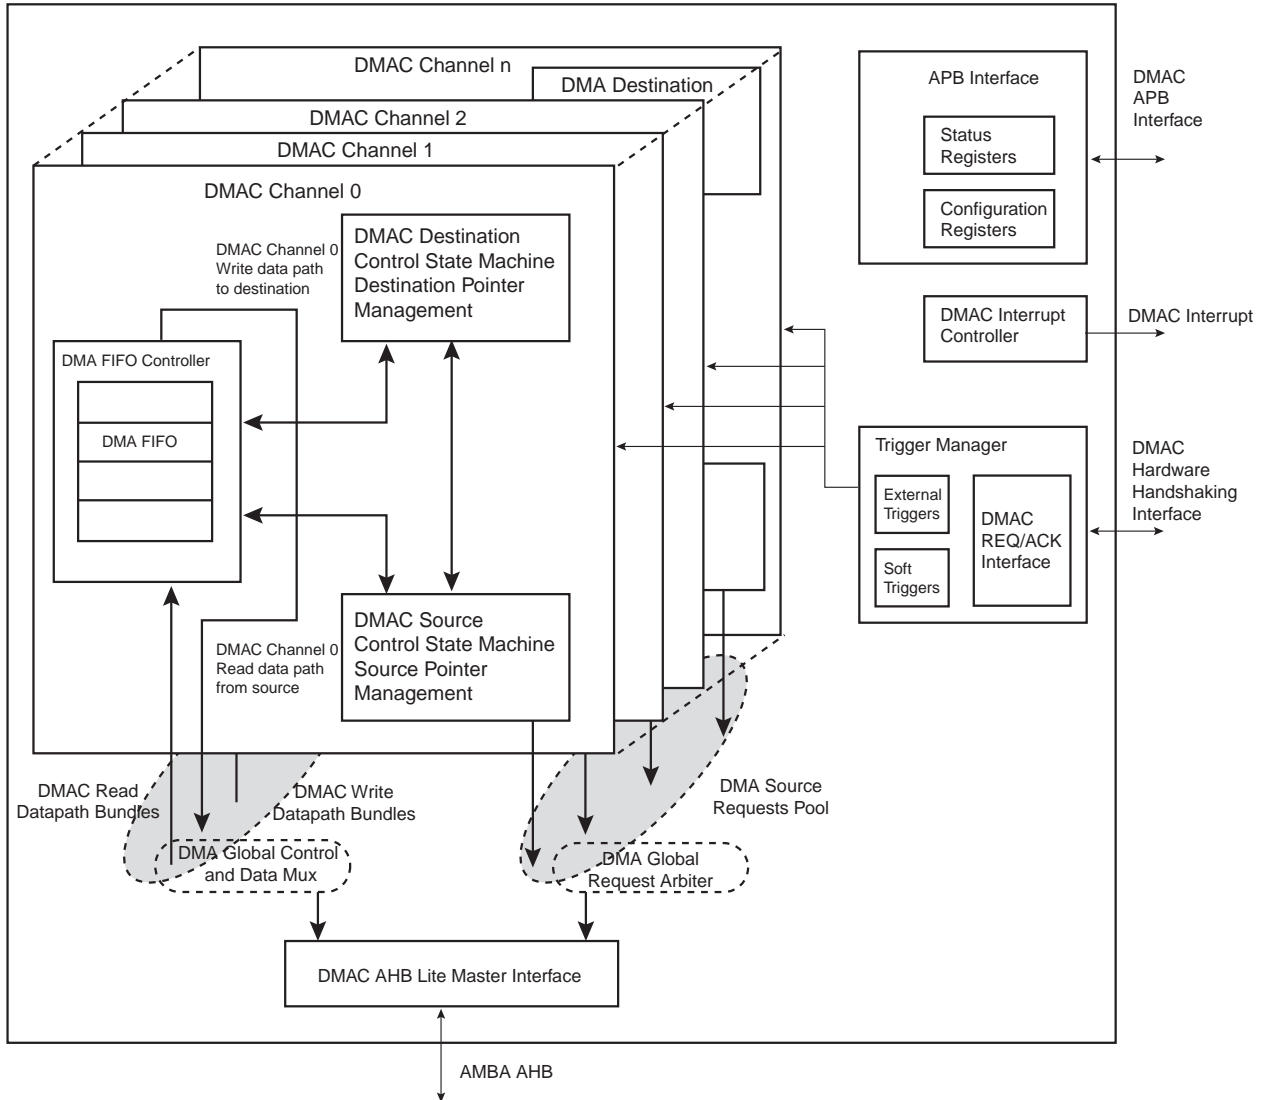 DMAC Channel n
DMA Destination
DMAC Channel 2
DMAC Channel 1
DMAC Channel 0
DMAC Channel 0
Write data path
to destination
DMAC Destination
Control State Machine
Destination Pointer
Management
DMA FIFO Controller
DMA FIFO
DMAC Channel 0
Read data path
from source
DMAC Source
Control State Machine
Source Pointer
Management
APB Interface
Status
Registers
Configuration
Registers
DMAC
APB
Interface
DMAC Interrupt
Controller
DMAC Interrupt
Trigger Manager
External
Triggers
Soft
Triggers
DMAC
REQ/ACK
Interface
DMAC
Hardware
Handshaking
Interface
DMAC Read
Datapath Bundles
DMAC Write
Datapath Bundles
DMA Source
Requests Pool
DMA Global Control
and Data Mux
DMA Global
Request Arbiter
DMAC AHB Lite Master Interface
AMBA AHB